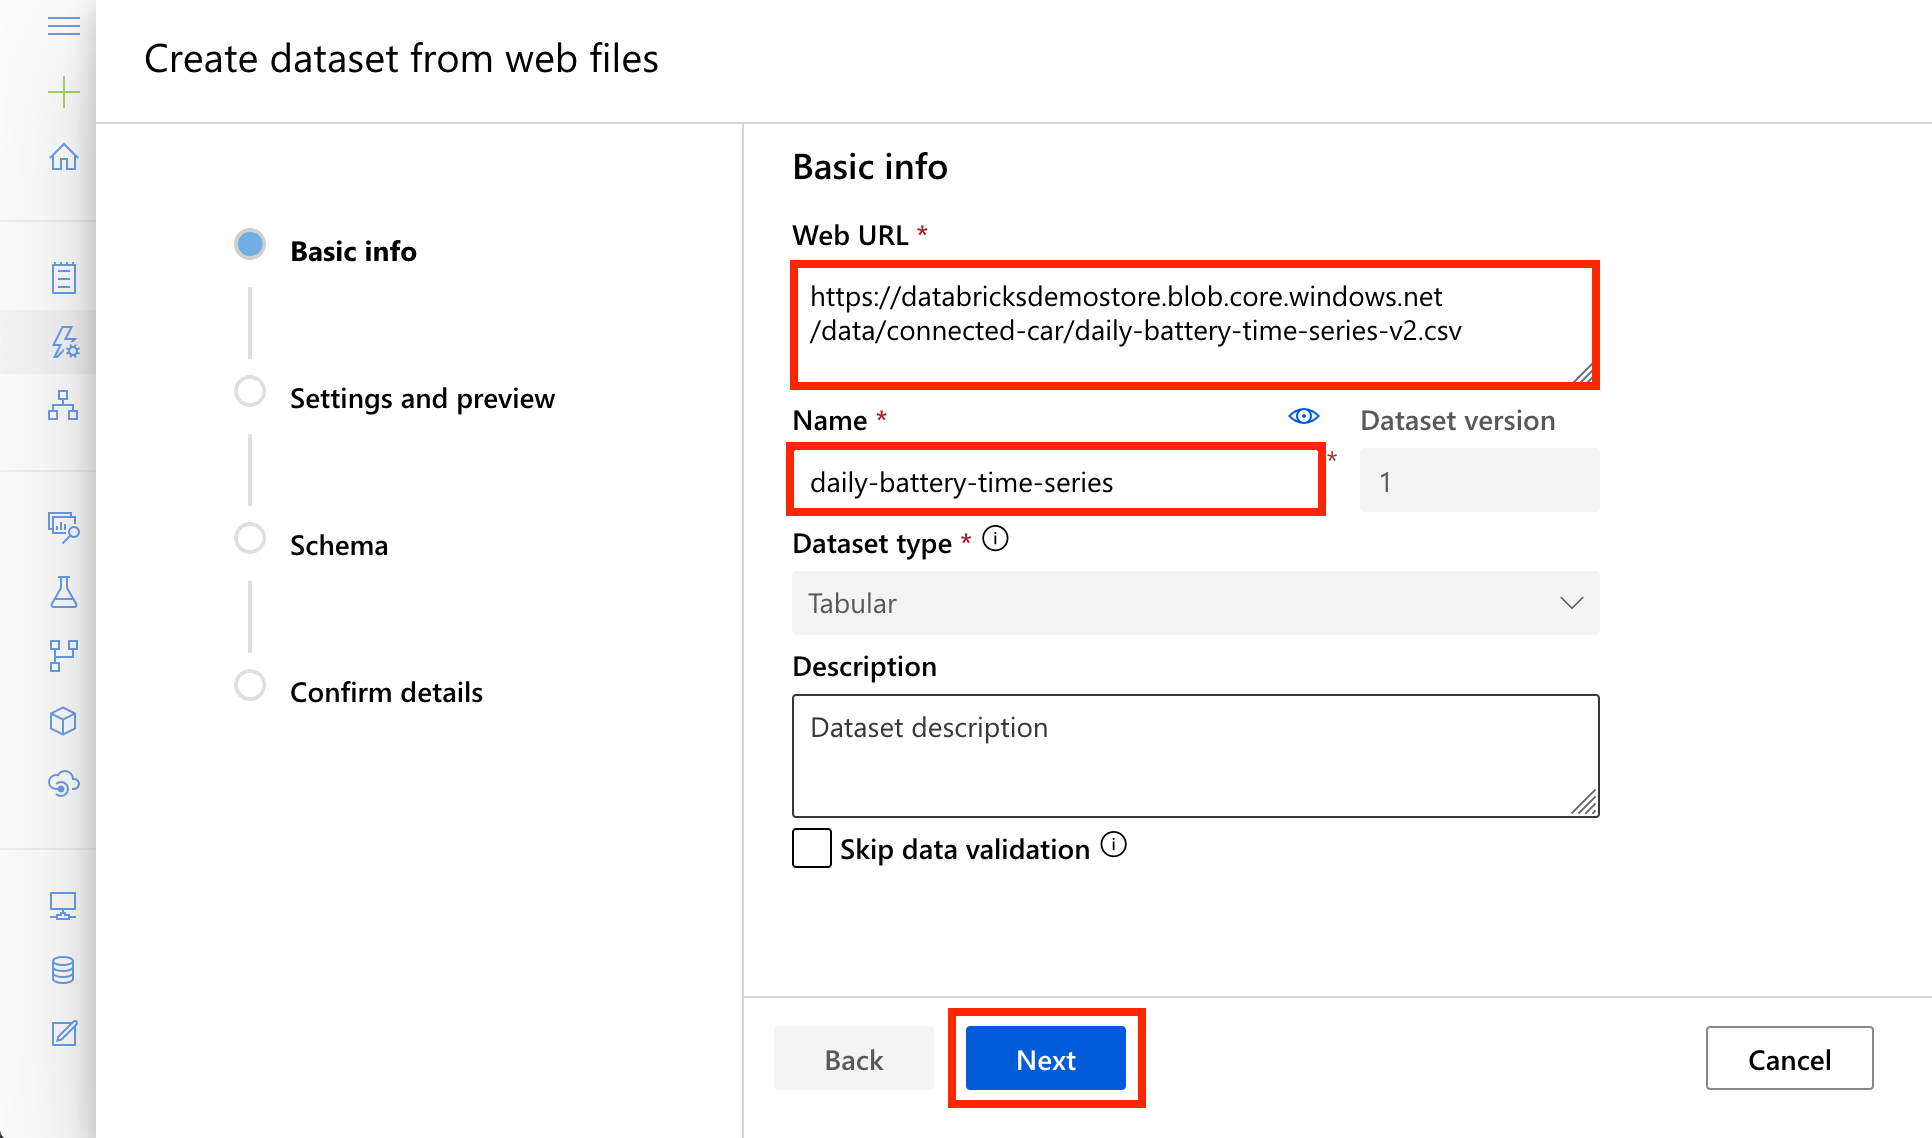 Create dataset from web files
Basic info
Settings and preview
Schema
Confirm details
Basic info
Web URL *
https://databricksdemostore.blob.core.windows.net
/data/connected-car/daily-battery-time-series-v2.csv
Name *
Dataset version
daily-battery-time-series
*
1
Dataset type *
Tabular
Description
Dataset description
Skip data validation
Back
Next
Cancel